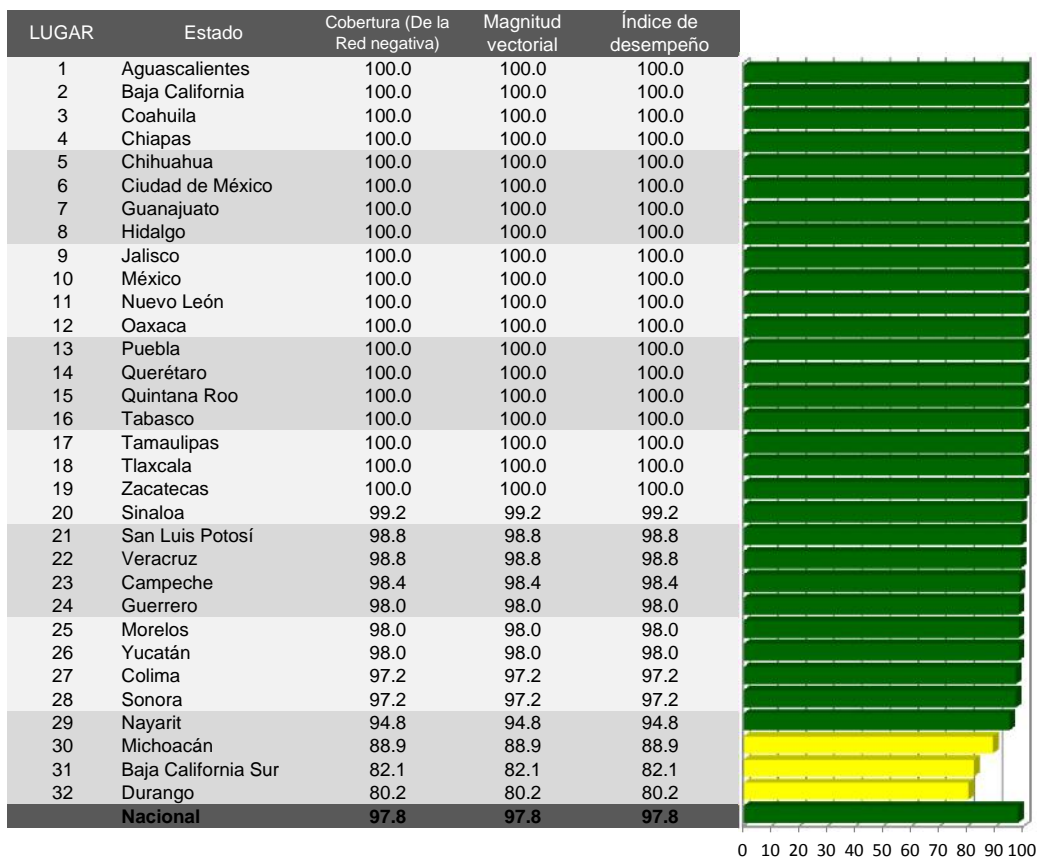 LUGAR Estado Cobertura (De la Red negativa) Magnitud vectorial Índice de desempeño
1 Aguascalientes 100.0 100.0 100.0
2 Baja California 100.0 100.0 100.0
3 Coahuila 100.0 100.0 100.0
4 Chiapas 100.0 100.0 100.0
5 Chihuahua 100.0 100.0 100.0
6 Ciudad de México 100.0 100.0 100.0
7 Guanajuato 100.0 100.0 100.0
8 Hidalgo 100.0 100.0 100.0
9 Jalisco 100.0 100.0 100.0
10 México 100.0 100.0 100.0
11 Nuevo León 100.0 100.0 100.0
12 Oaxaca 100.0 100.0 100.0
13 Puebla 100.0 100.0 100.0
14 Querétaro 100.0 100.0 100.0
15 Quintana Roo 100.0 100.0 100.0
16 Tabasco 100.0 100.0 100.0
17 Tamaulipas 100.0 100.0 100.0
18 Tlaxcala 100.0 100.0 100.0
19 Zacatecas 100.0 100.0 100.0
20 Sinaloa 99.2 99.2 99.2
21 San Luis Potosí 98.8 98.8 98.8
22 Veracruz 98.8 98.8 98.8
23 Campeche 98.4 98.4 98.4
24 Guerrero 98.0 98.0 98.0
25 Morelos 98.0 98.0 98.0
26 Yucatán 98.0 98.0 98.0
27 Colima 97.2 97.2 97.2
28 Sonora 97.2 97.2 97.2
29 Nayarit 94.8 94.8 94.8
30 Michoacán 88.9 88.9 88.9
31 Baja California Sur 82.1 82.1 82.1
32 Durango 80.2 80.2 80.2
Nacional 97.8 97.8 97.8
0 10 20 30 40 50 60 70 80 90 100